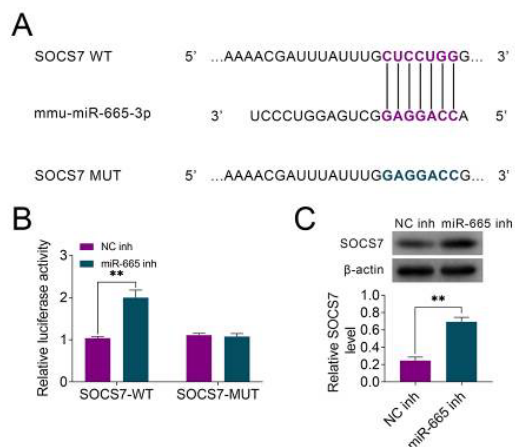 A
SOCS7 WT 5' ...AAAACGAUUUAUUUGCUCCUGGG... 3'
mmu-miR-665-3p 3' UCCCUGGAGUCGGAGGACCA 5'
SOCS7 MUT 5' ...AAAACGAUUUAUUUGGAGGACCG... 3'
B
NC inh
miR-665 inh
Relative luciferase activity
3
2
1
0
**
SOCS7-WT SOCS7-MUT
C
NC inh miR-665 inh
SOCS7
β-actin
Relative SOCS7
level
1.0
0.8
0.6
0.4
0.2
0.0
**
NC inh
miR-665 inh